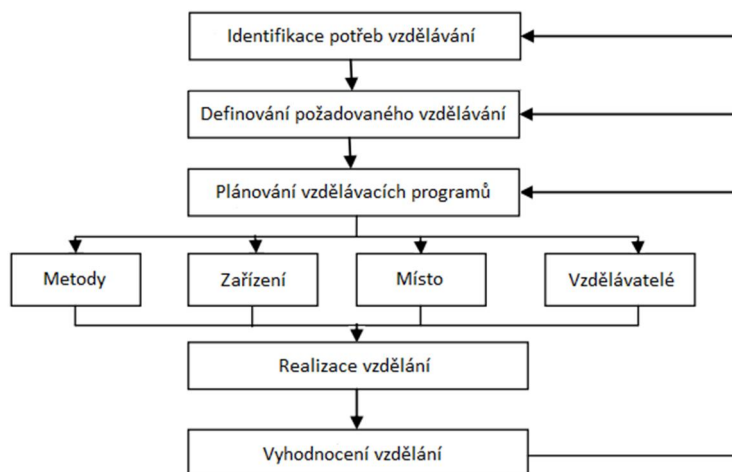 Identifikace potřeb vzdělávání
Definování požadovaného vzdělávání
Plánování vzdělávacích programů
Metody
Zařízení
Místo
Vzdělávatelé
Realizace vzdělání
Vyhodnocení vzdělání